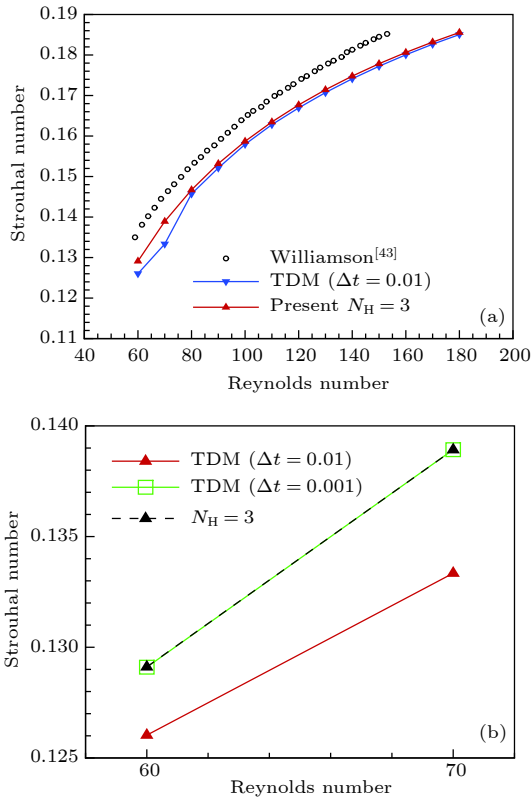 0.19
0.18
0.17
0.16
0.15
0.14
0.13
0.12
0.11
Strouhal number
Williamson[43]
TDM (Δt = 0.01)
Present N_H = 3
(a)
40 60 80 100 120 140 160 180 200
Reynolds number
0.140
0.135
0.130
0.125
Strouhal number
TDM (Δt = 0.01)
TDM (Δt = 0.001)
N_H = 3
(b)
60 70
Reynolds number